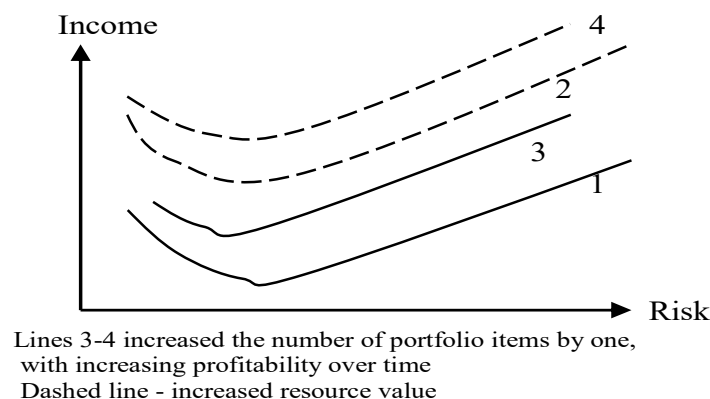 Income
4
2
3
1
Risk
Lines 3-4 increased the number of portfolio items by one,
with increasing profitability over time
Dashed line - increased resource value